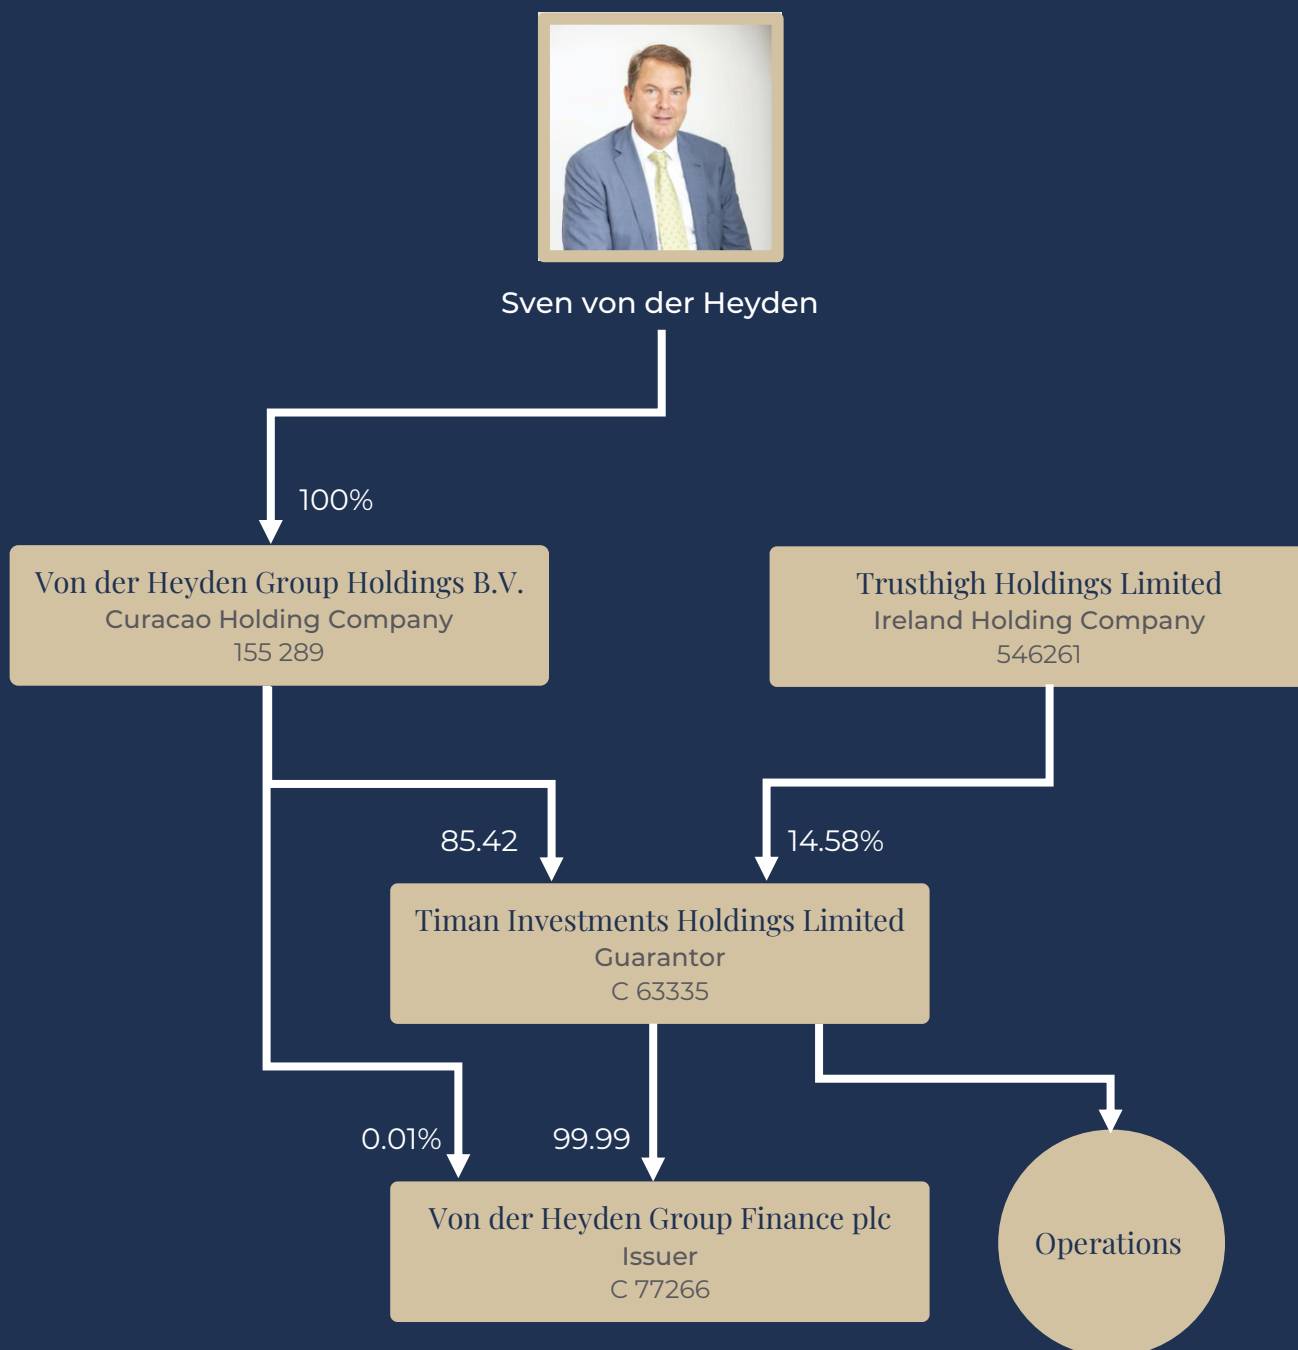 Sven von der Heyden
100%
Von der Heyden Group Holdings B.V.
Curacao Holding Company
155 289
Trusthigh Holdings Limited
Ireland Holding Company
546261
85.42
14.58%
Timan Investments Holdings Limited
Guarantor
C 63335
0.01%
99.99
Von der Heyden Group Finance plc
Issuer
C 77266
Operations